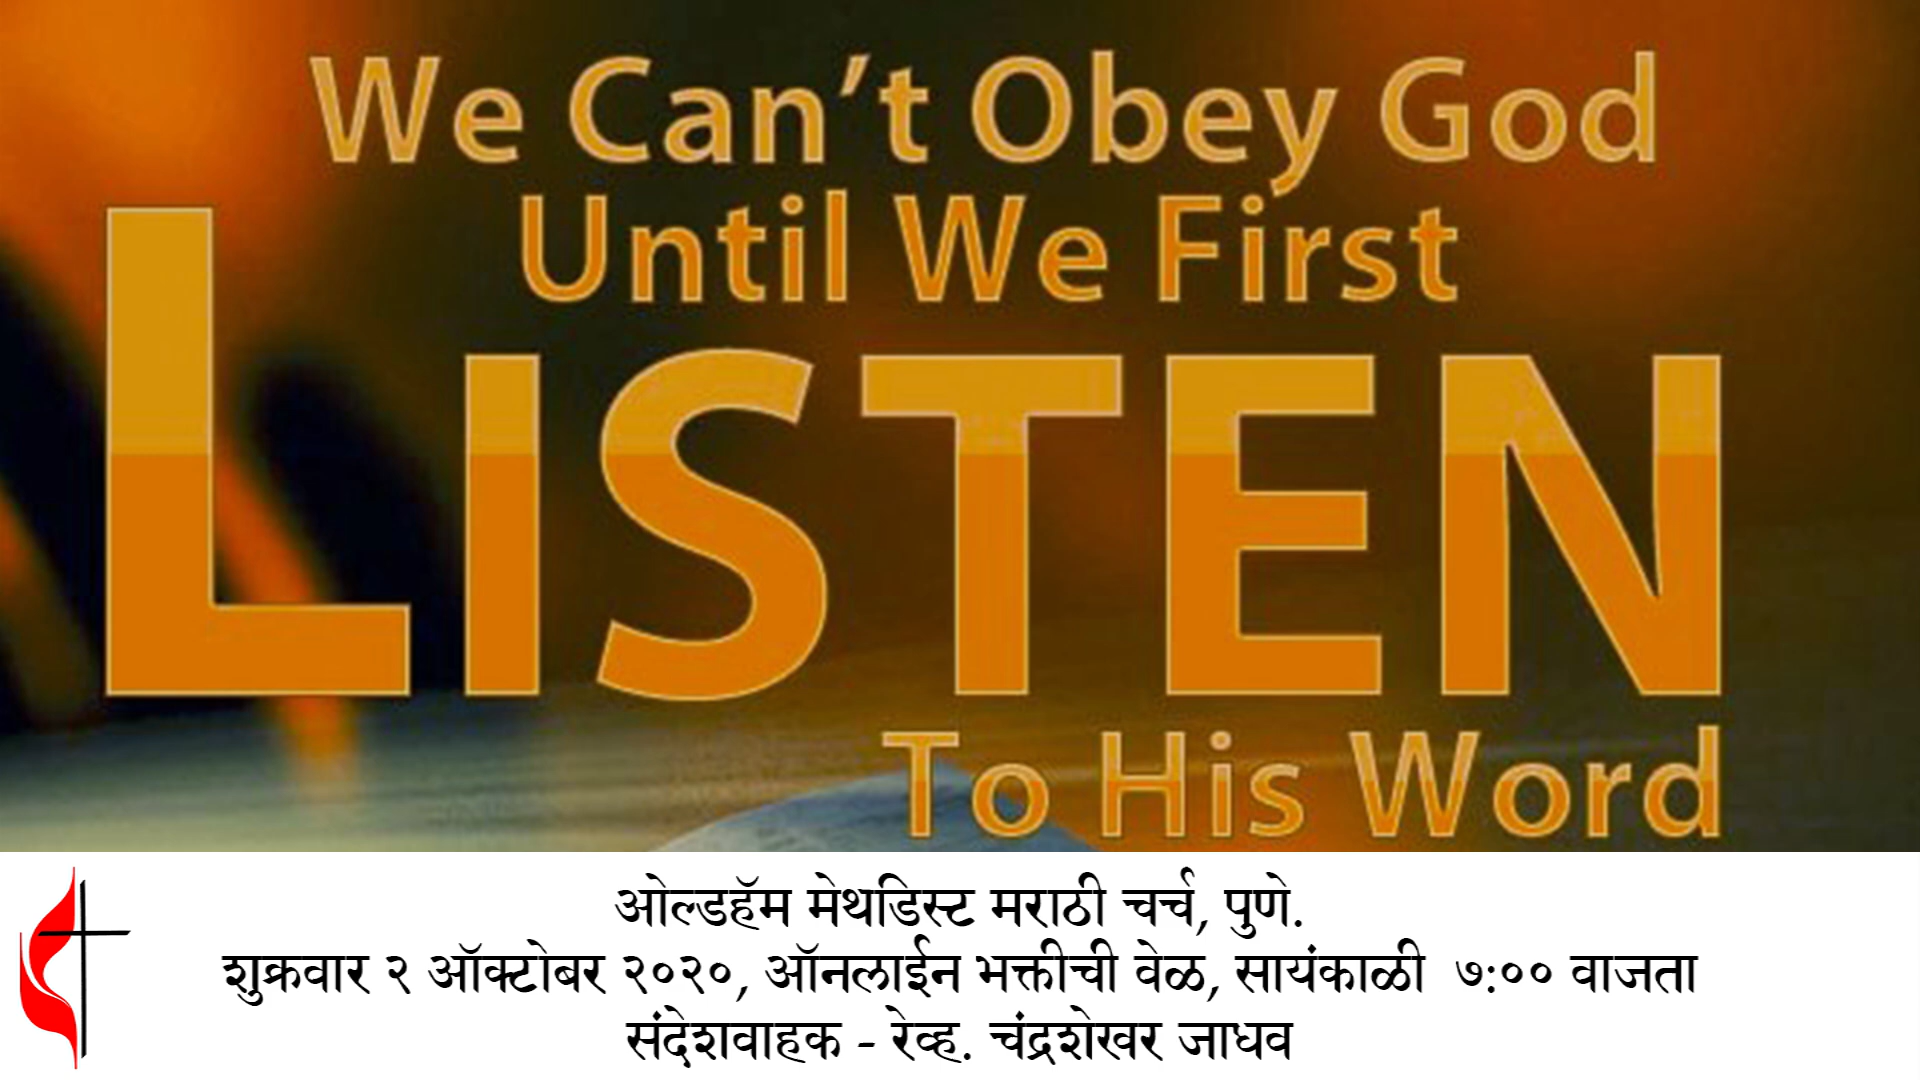 We Can't Obey God
Until We First
LISTEN
To His Word
ओल्डहॅम मेथडिस्ट मराठी चर्च, पुणे.
शुक्रवार २ ऑक्टोबर २०२०, ऑनलाईन भक्तीची वेळ, सायंकाळी ७:०० वाजता
संदेशवाहक - रेव्ह. चंद्रशेखर जाधव